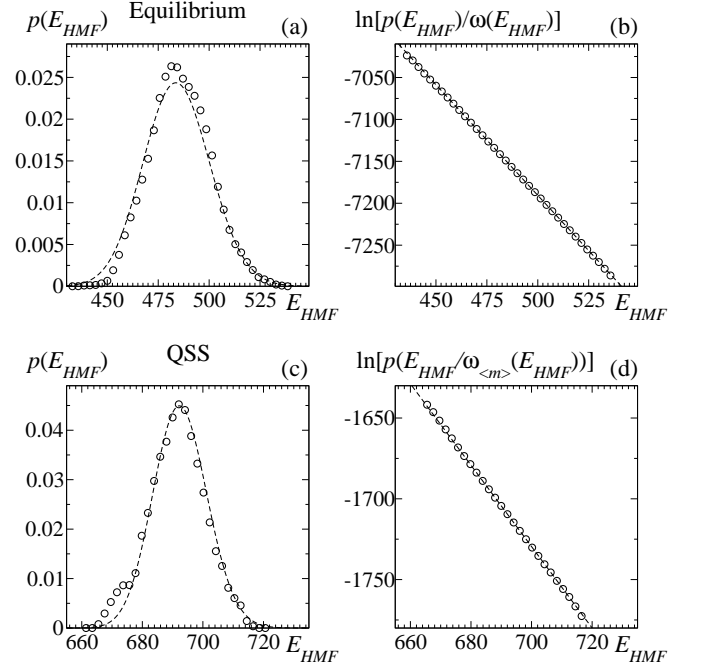 Equilibrium
p(E_HMF) (a)
0.025
0.02
0.015
0.01
0.005
0
450 475 500 525 E_HMF
ln[p(E_HMF)/ω(E_HMF)] (b)
-7050
-7100
-7150
-7200
-7250
450 475 500 525 E_HMF
QSS
p(E_HMF) (c)
0.04
0.03
0.02
0.01
0
660 680 700 720 E_HMF
ln[p(E_HMF/ω_<m>(E_HMF))] (d)
-1650
-1700
-1750
660 680 700 720 E_HMF